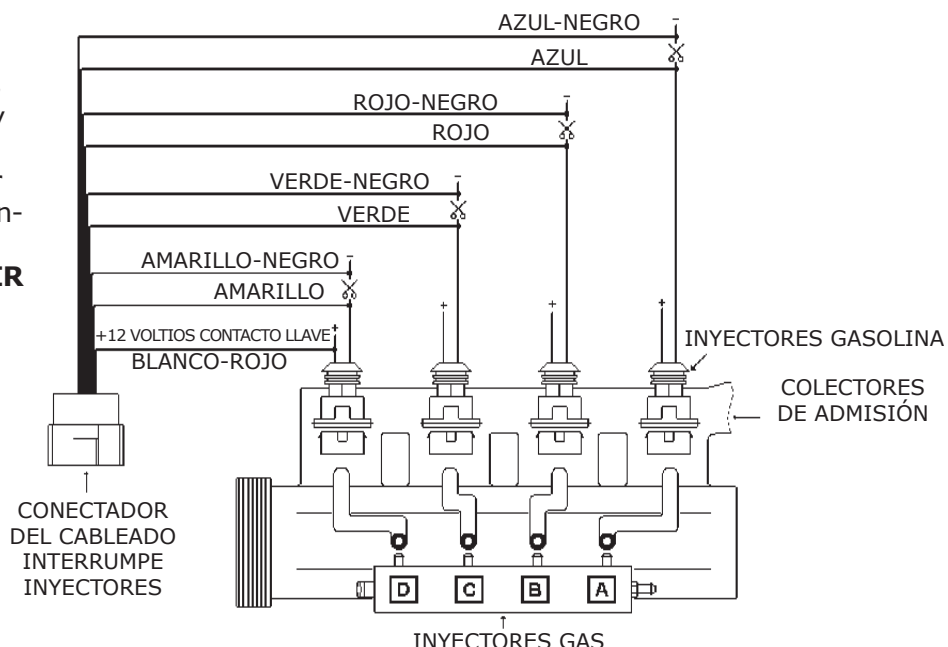 AZUL-NEGRO
AZUL
ROJO-NEGRO
ROJO
VERDE-NEGRO
n-
VERDE
IR
AMARILLO-NEGRO
AMARILLO
+12 VOLTIOS CONTACTO LLAVE
BLANCO-ROJO
INYECTORES GASOLINA
COLECTORES
DE ADMISIÓN
CONECTADOR
DEL CABLEADO
INTERRUMPE
INYECTORES
D C B A
INYECTORES GAS